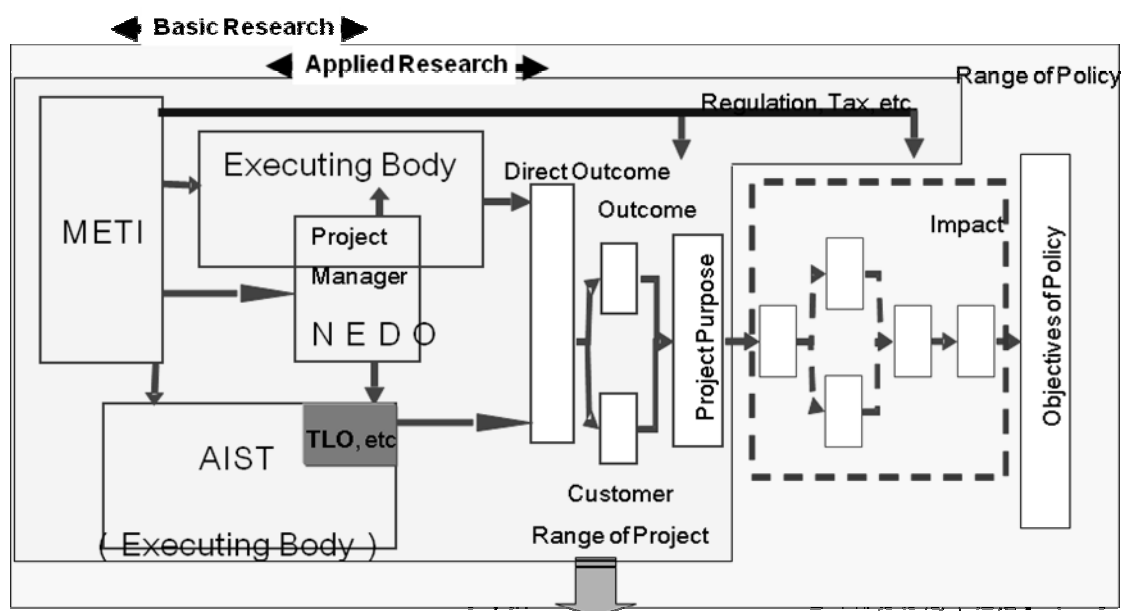 Basic Research
Applied Research
Range of Policy
Regulation, Tax, etc
Executing Body
Direct Outcome
METI
Outcome
Impact
Project
Manager
N E D O
Project Purpose
Objectives of Policy
TLO, etc
AIST
Customer
( Executing Body )
Range of Project